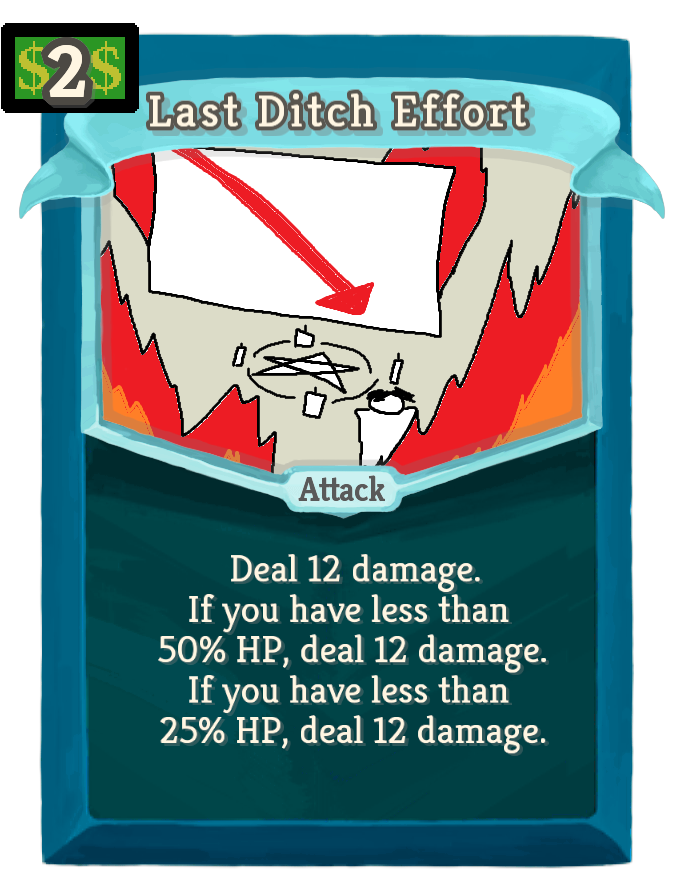 $2$
Last Ditch Effort
Attack
Deal 12 damage.
If you have less than
50% HP, deal 12 damage.
If you have less than
25% HP, deal 12 damage.